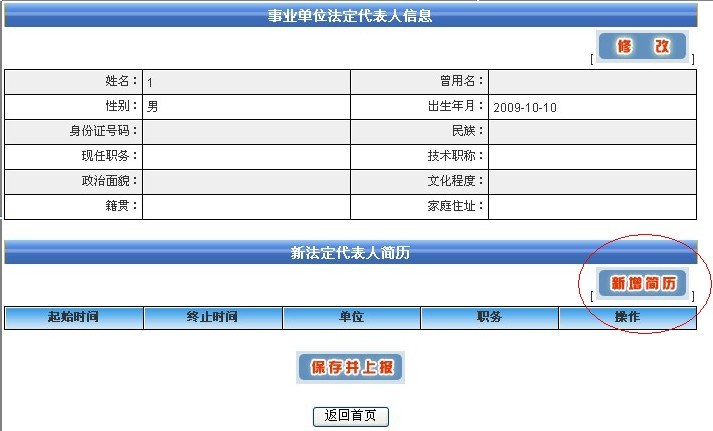 事业单位法定代表人信息
[ 修 改 ]
姓名： 1 曾用名：
性别： 男 出生年月： 2009-10-10
身份证号码： 民族：
现任职务： 技术职称：
政治面貌： 文化程度：
籍贯： 家庭住址：
新法定代表人简历
[ 新增简历 ]
起始时间 终止时间 单位 职务 操作
保存并上报
返回首页